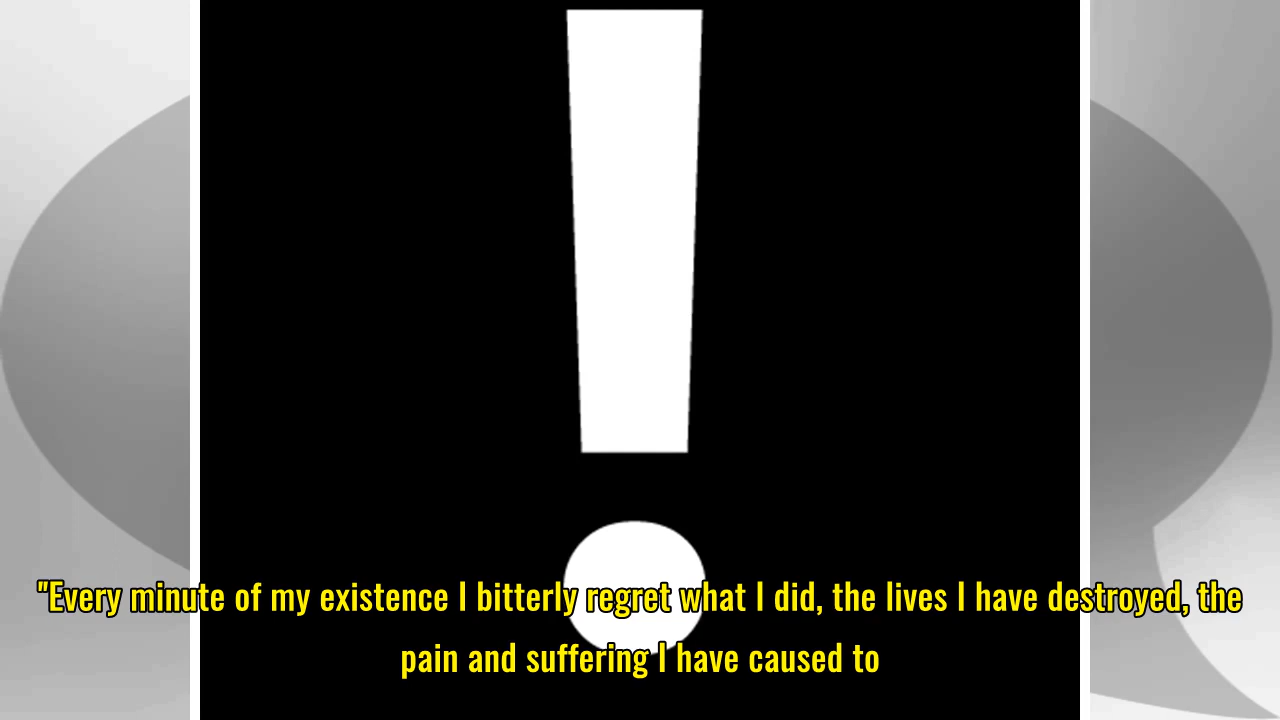 !
"Every minute of my existence I bitterly regret what I did, the lives I have destroyed, the
pain and suffering I have caused to